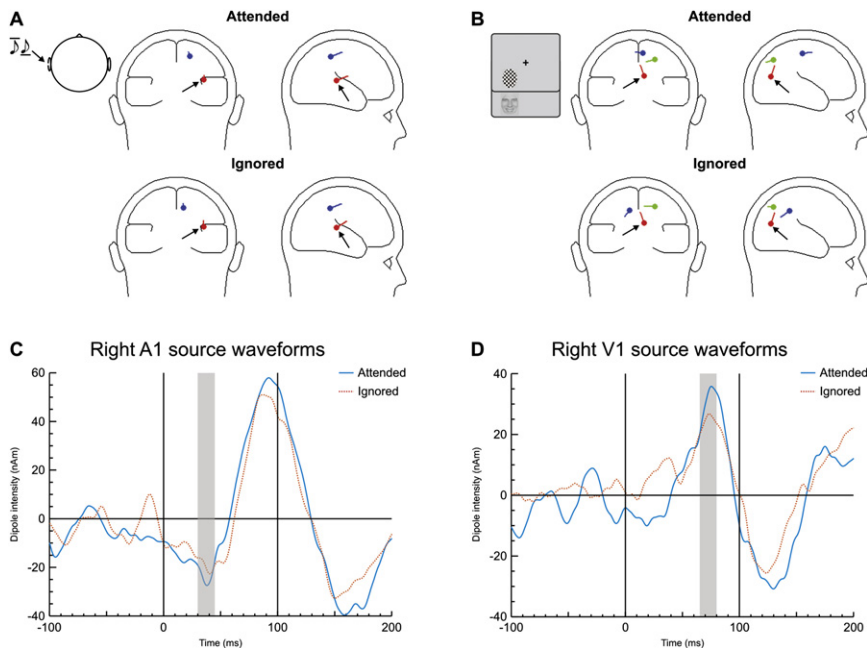 A
Attended
Ignored
B
Attended
Ignored
C
Right A1 source waveforms
Attended
Ignored
Dipole intensity (nAm)
60
40
20
0
-20
-40
-100
0
100
200
Time (ms)
D
Right V1 source waveforms
Attended
Ignored
Dipole intensity (nAm)
40
20
0
-20
-40
-100
0
100
200
Time (ms)